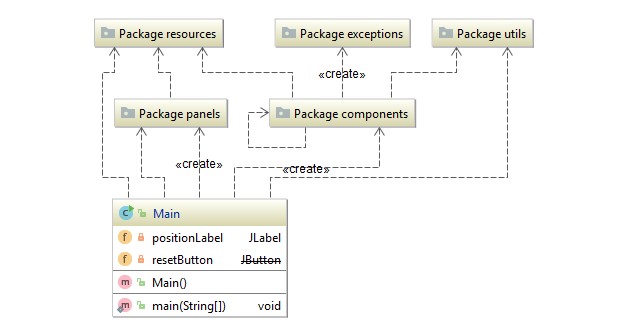 Package resources
Package exceptions
Package utils
«create»
Package panels
Package components
«create»
«create»
C Main
f positionLabel JLabel
f resetButton JButton
m Main()
m main(String[]) void